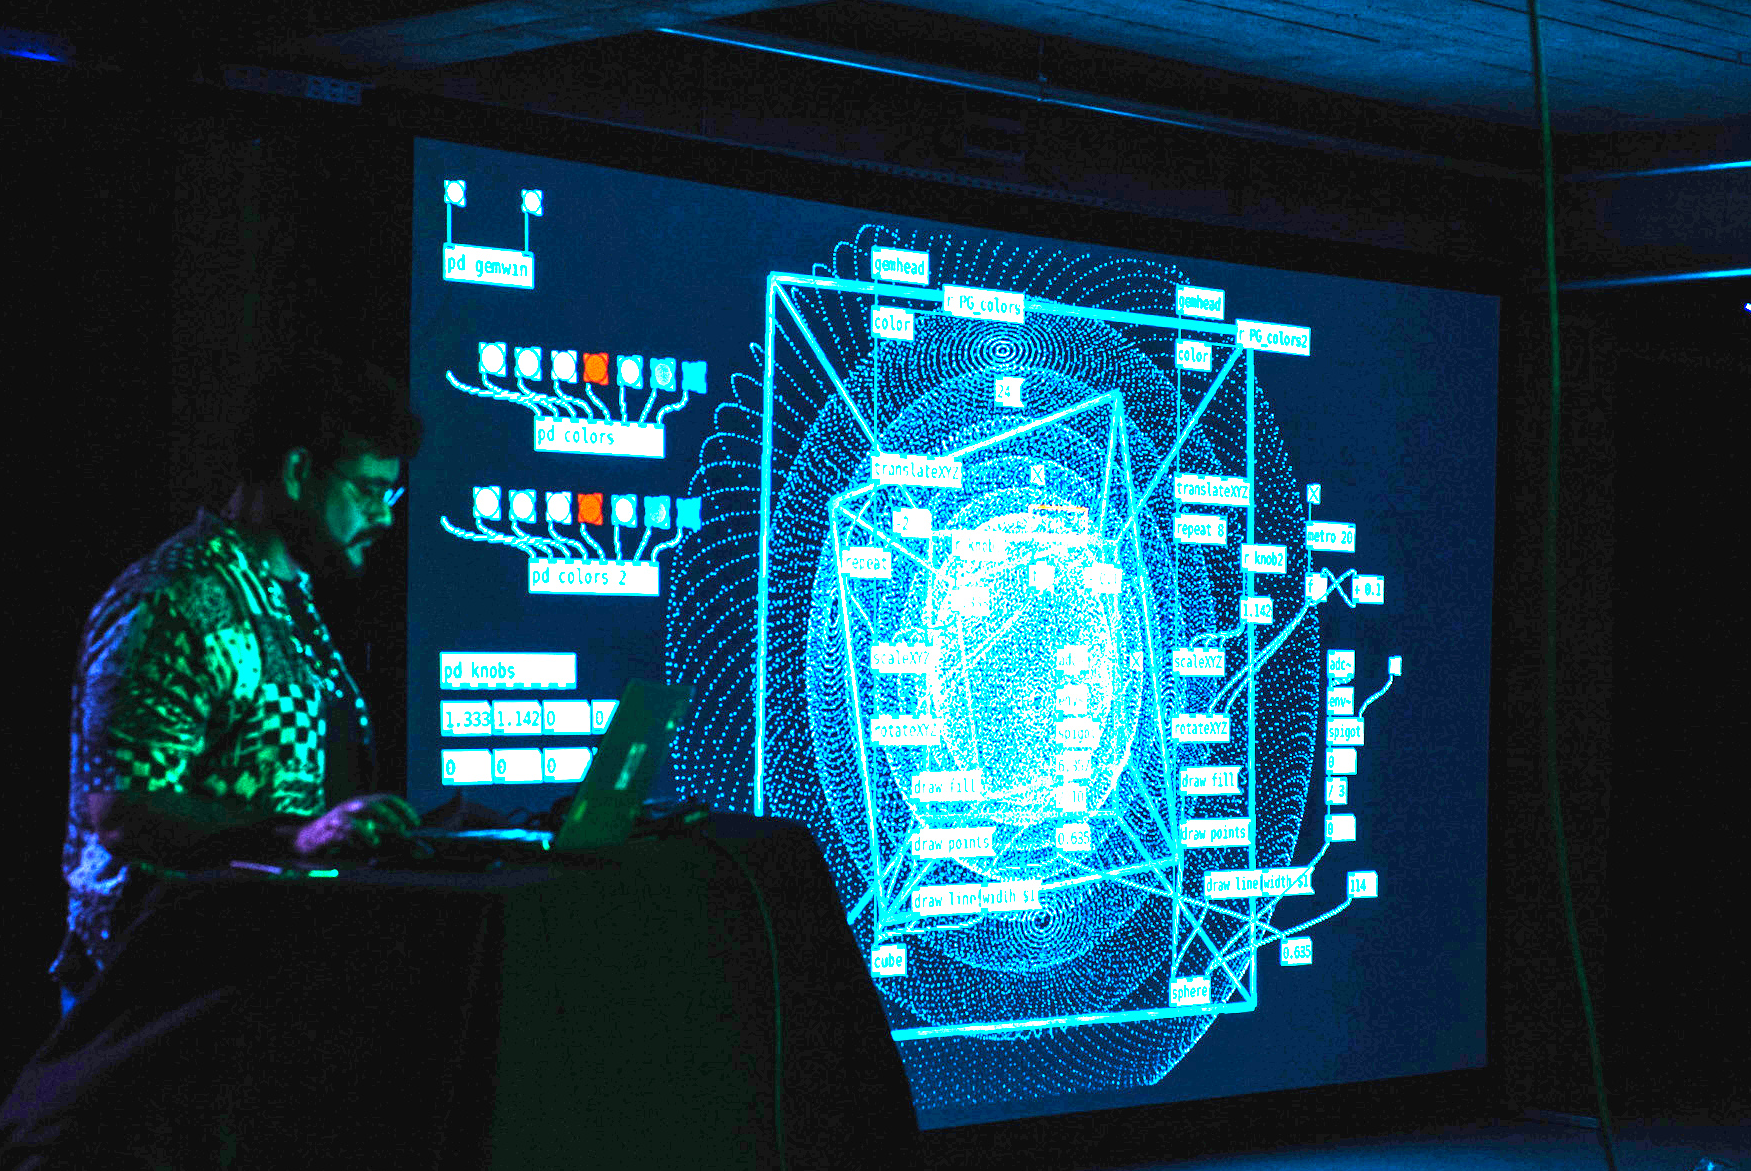 pd gemwin
pd colors
pd colors 2
pd knobs
1.333 1.142 0
0 0 0
gemhead
r PG_colors
color
24
translateXYZ
repeat
scaleXYZ
rotateXYZ
draw fill
draw points
0.635
draw line width $1
cube
gemhead
r PG_colors2
color
translateXYZ
repeat 8
r knob2
1.142
scaleXYZ
rotateXYZ
draw fill
draw points
draw line width $1
114
0.635
sphere
metro 20
f
+ 0.1
adc~
env~
spigot
0
/ 3
0